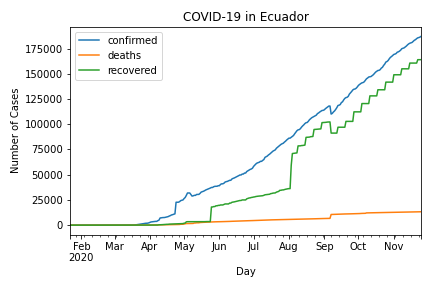 COVID-19 in Ecuador
confirmed
deaths
recovered
Number of Cases
175000
150000
125000
100000
75000
50000
25000
0
Feb Mar Apr May Jun Jul Aug Sep Oct Nov
2020
Day